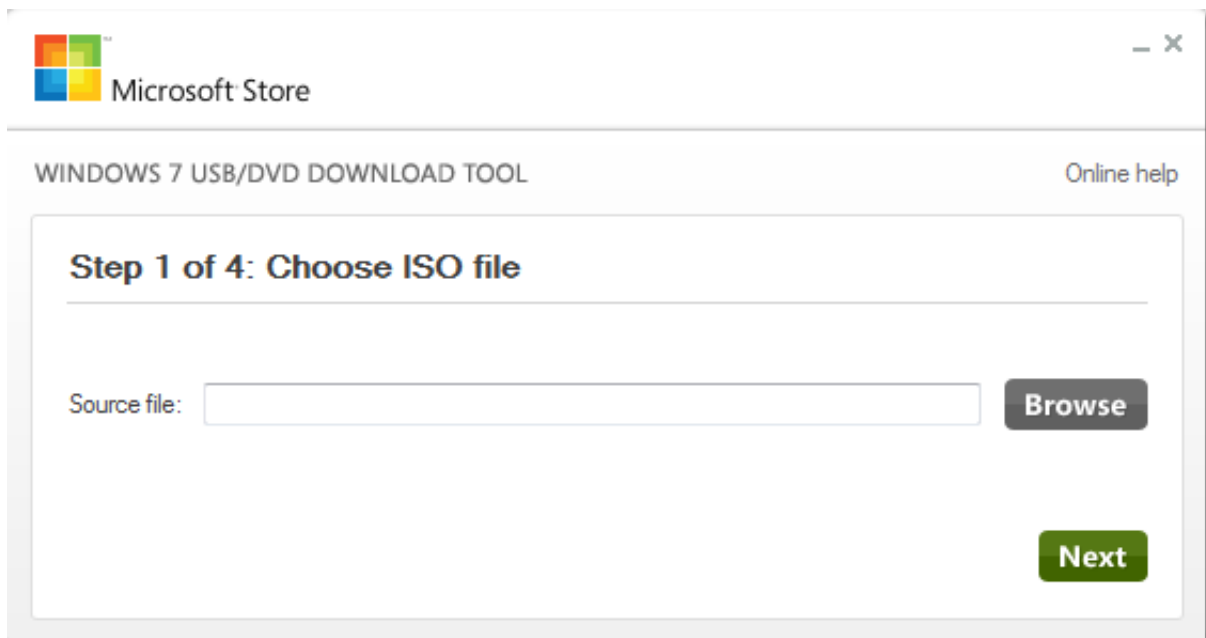 Microsoft Store
WINDOWS 7 USB/DVD DOWNLOAD TOOL
Online help
Step 1 of 4: Choose ISO file
Source file:
Browse
Next